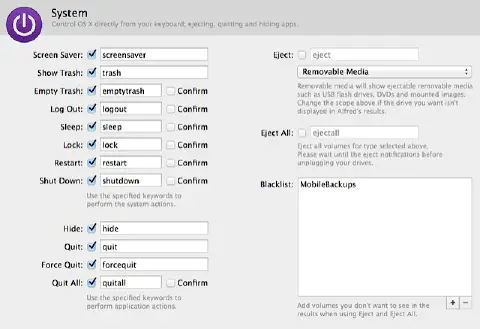 System
Control OS X directly from your keyboard, ejecting, quitting and hiding apps.
Screen Saver: screensaver
Show Trash: trash
Empty Trash: emptytrash Confirm
Log Out: logout Confirm
Sleep: sleep Confirm
Lock: lock Confirm
Restart: restart Confirm
Shut Down: shutdown Confirm
Use the specified keywords to
perform the system actions.
Hide: hide
Quit: quit
Force Quit: forcequit
Quit All: quitall Confirm
Use the specified keywords to
perform application actions.
Eject: eject
Removable Media
Removable media will show ejectable removable media
such as USB flash drives, DVDs and mounted images.
Change the scope above if the drive you want isn't
displayed in Alfred's results.
Eject All: ejectall
Eject all volumes for type selected above.
Please wait until the eject notifications before
unplugging your drives.
Blacklist: MobileBackups
Add volumes you don't want to see in the
results when using Eject and Eject All.